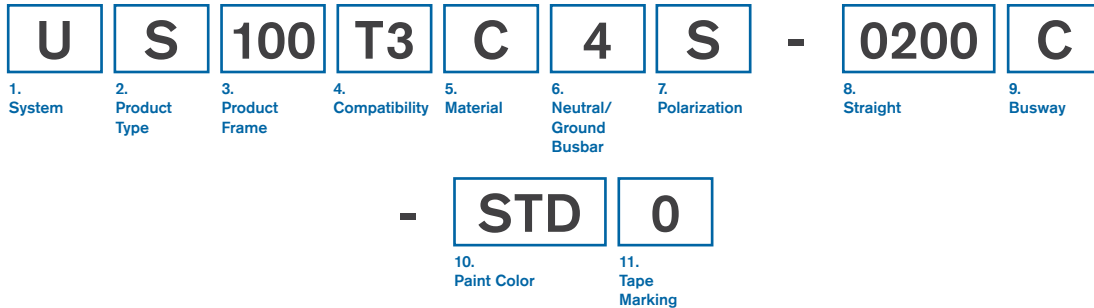 U S 100 T3 C 4 S - 0200 C
1. System
2. Product Type
3. Product Frame
4. Compatibility
5. Material
6. Neutral/ Ground Busbar
7. Polarization
8. Straight
9. Busway
- STD 0
10. Paint Color
11. Tape Marking